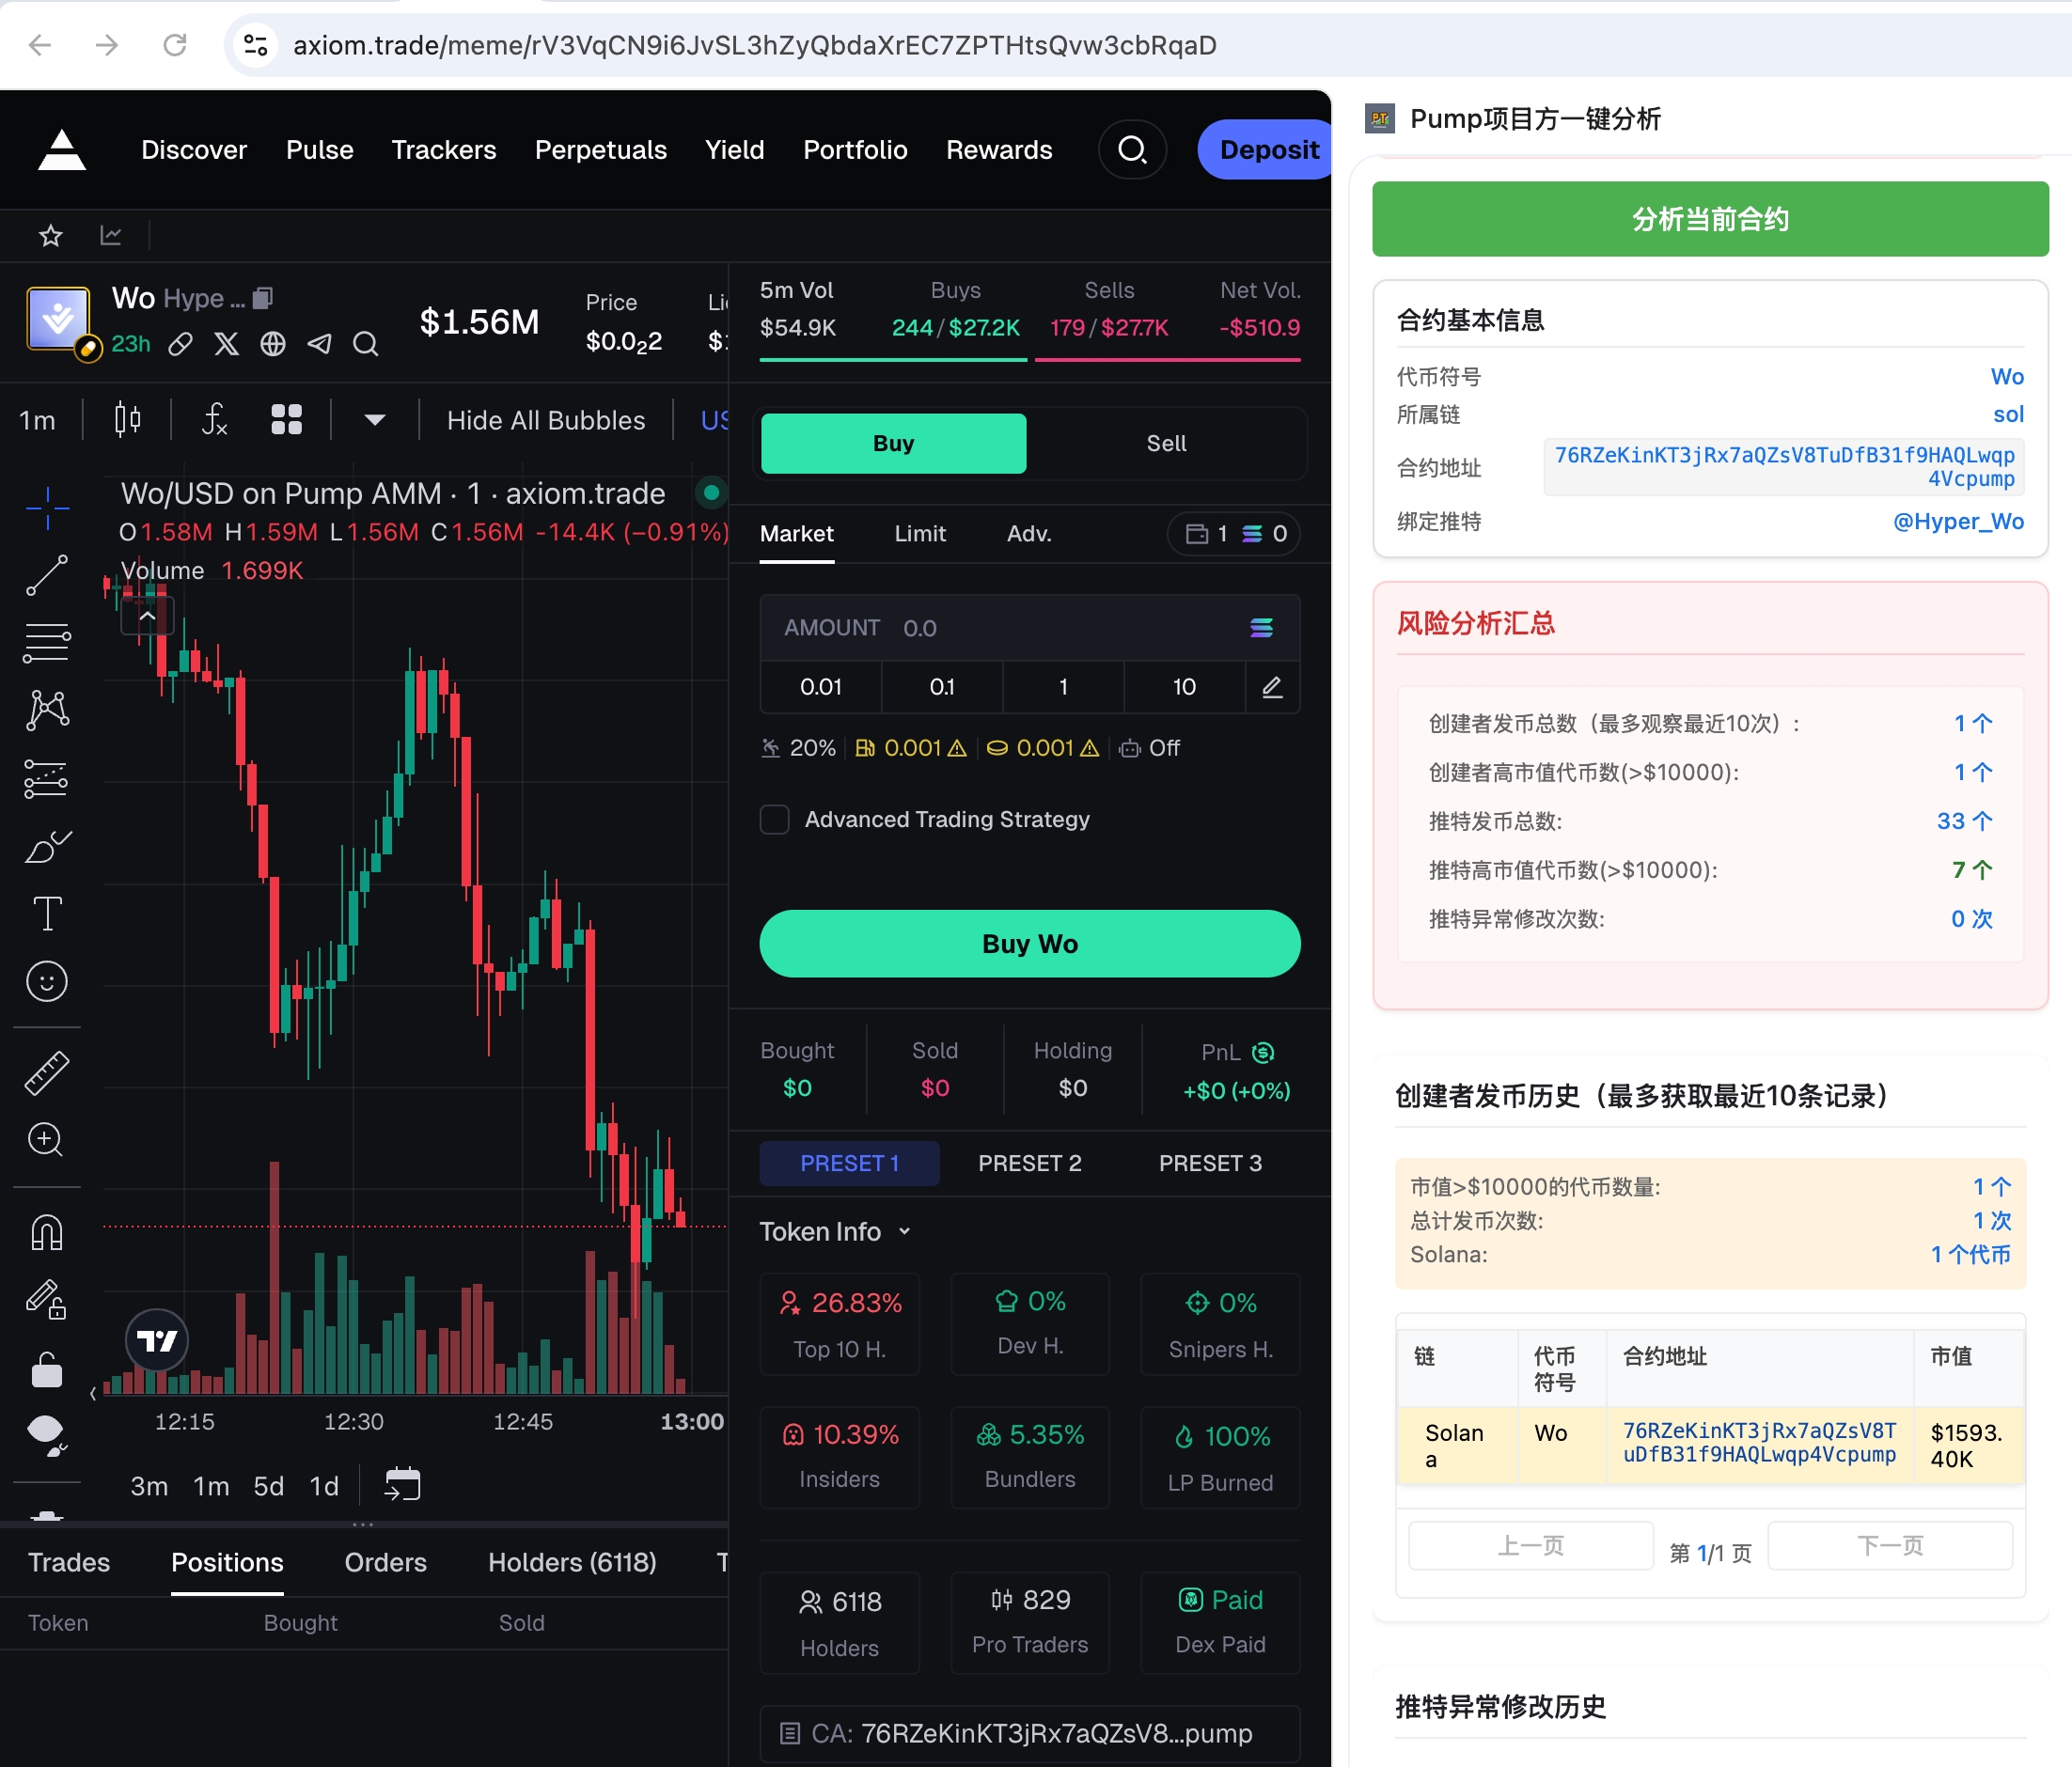 axiom.trade/meme/rV3VqCN9i6JvSL3hZyQbdaXrEC7ZPTHtsQvw3cbRqaD
Discover Pulse Trackers Perpetuals Yield Portfolio Rewards Deposit
Wo Hype ...
23h
$1.56M
Price
$0.0₂2
5m Vol Buys Sells Net Vol.
$54.9K 244/$27.2K 179/$27.7K -$510.9
1m Hide All Bubbles
Wo/USD on Pump AMM · 1 · axiom.trade
O1.58M H1.59M L1.56M C1.56M -14.4K (−0.91%)
Volume 1.699K
12:15 12:30 12:45 13:00
3m 1m 5d 1d
Trades Positions Orders Holders (6118)
Token Bought Sold
Buy Sell
Market Limit Adv. 1 0
AMOUNT 0.0
0.01 0.1 1 10
20% 0.001 0.001 Off
Advanced Trading Strategy
Buy Wo
Bought Sold Holding PnL
$0 $0 $0 +$0 (+0%)
PRESET 1 PRESET 2 PRESET 3
Token Info
26.83% 0% 0%
Top 10 H. Dev H. Snipers H.
10.39% 5.35% 100%
Insiders Bundlers LP Burned
6118 829 Paid
Holders Pro Traders Dex Paid
CA: 76RZeKinKT3jRx7aQZsV8...pump
Pump项目方一键分析
分析当前合约
合约基本信息
代币符号 Wo
所属链 sol
合约地址 76RZeKinKT3jRx7aQZsV8TuDfB31f9HAQLwqp
4Vcpump
绑定推特 @Hyper_Wo
风险分析汇总
创建者发币总数（最多观察最近10次）: 1 个
创建者高市值代币数(>$10000): 1 个
推特发币总数: 33 个
推特高市值代币数(>$10000): 7 个
推特异常修改次数: 0 次
创建者发币历史（最多获取最近10条记录）
市值>$10000的代币数量: 1 个
总计发币次数: 1 次
Solana: 1 个代币
链 代币
符号 合约地址 市值
Solan
a Wo 76RZeKinKT3jRx7aQZsV8T
uDfB31f9HAQLwqp4Vcpump $1593.
40K
上一页 第 1/1 页 下一页
推特异常修改历史